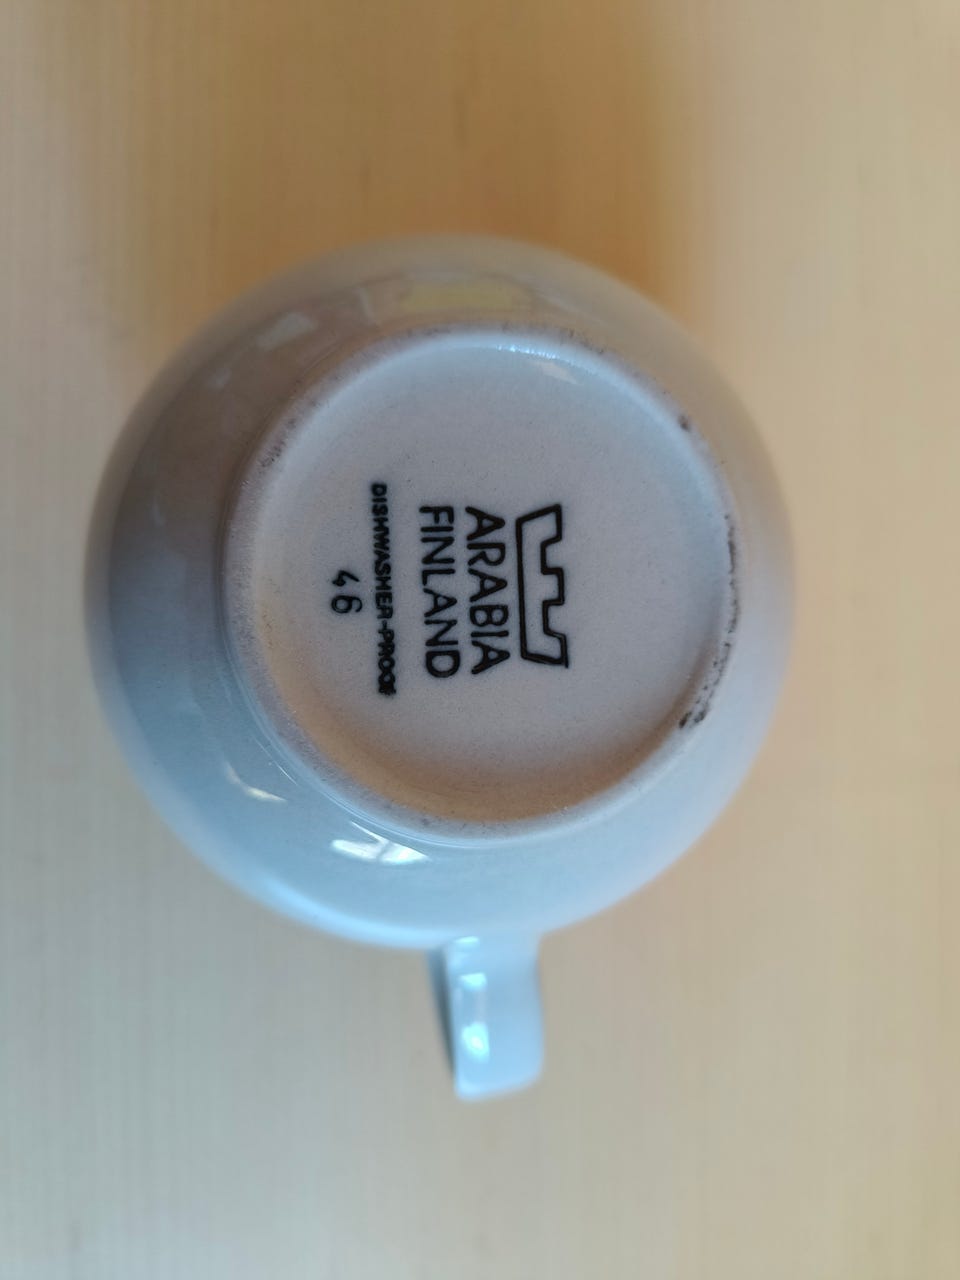 ARABIA
FINLAND
DISHWASHER-PROOF
46